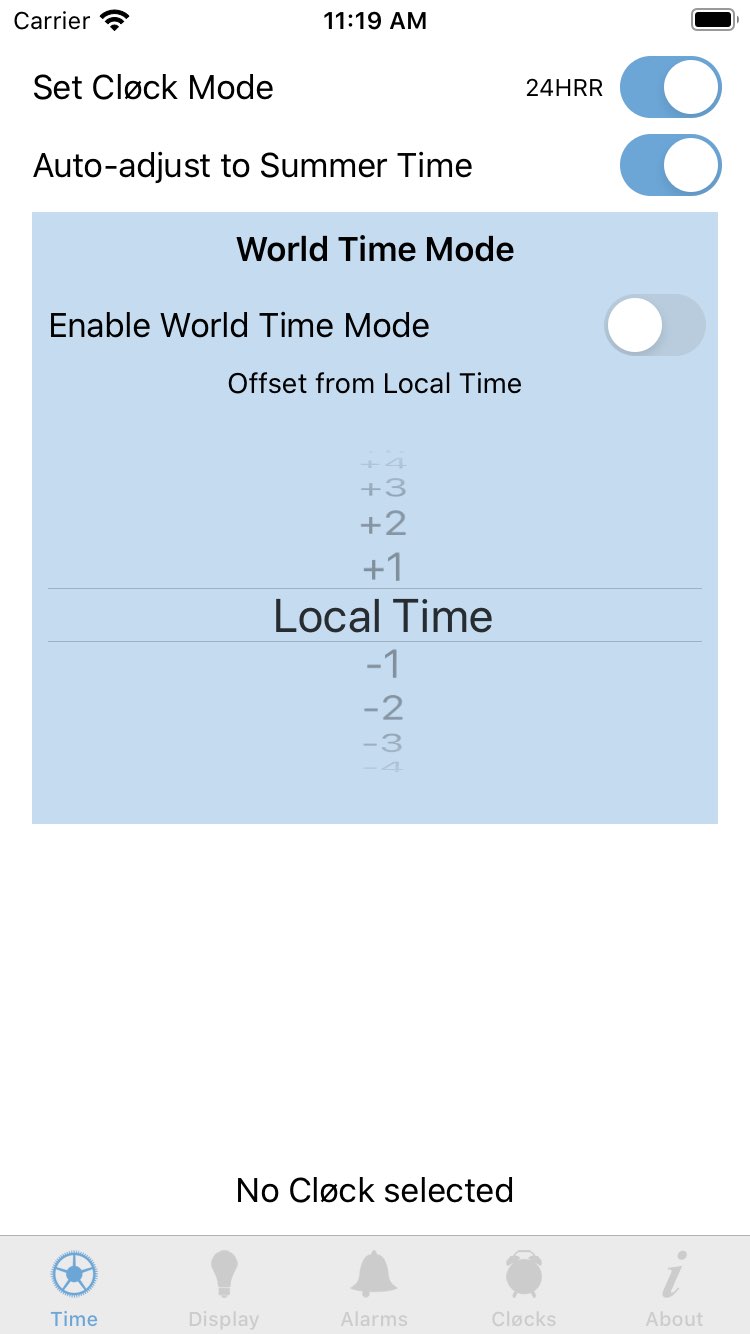 Carrier 11:19 AM
Set Cløck Mode 24HRR
Auto-adjust to Summer Time
World Time Mode
Enable World Time Mode
Offset from Local Time
+4
+3
+2
+1
Local Time
-1
-2
-3
-4
No Cløck selected
Time Display Alarms Cløcks About